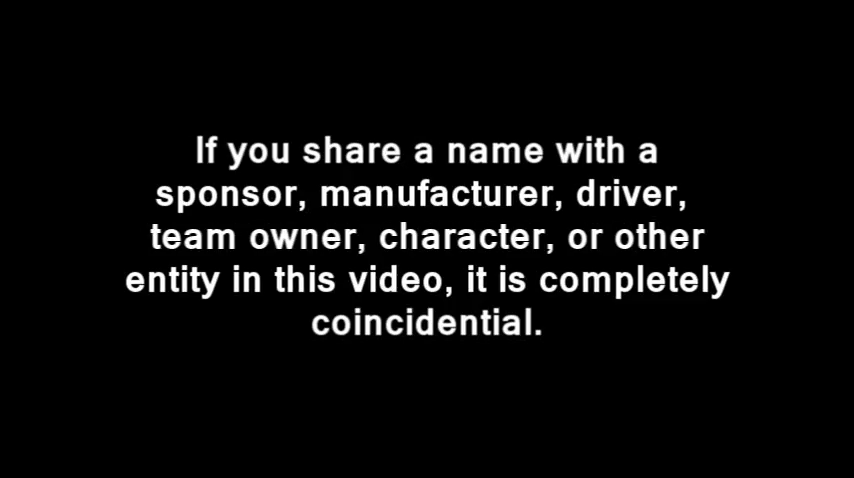 If you share a name with a
sponsor, manufacturer, driver,
team owner, character, or other
entity in this video, it is completely
coincidential.